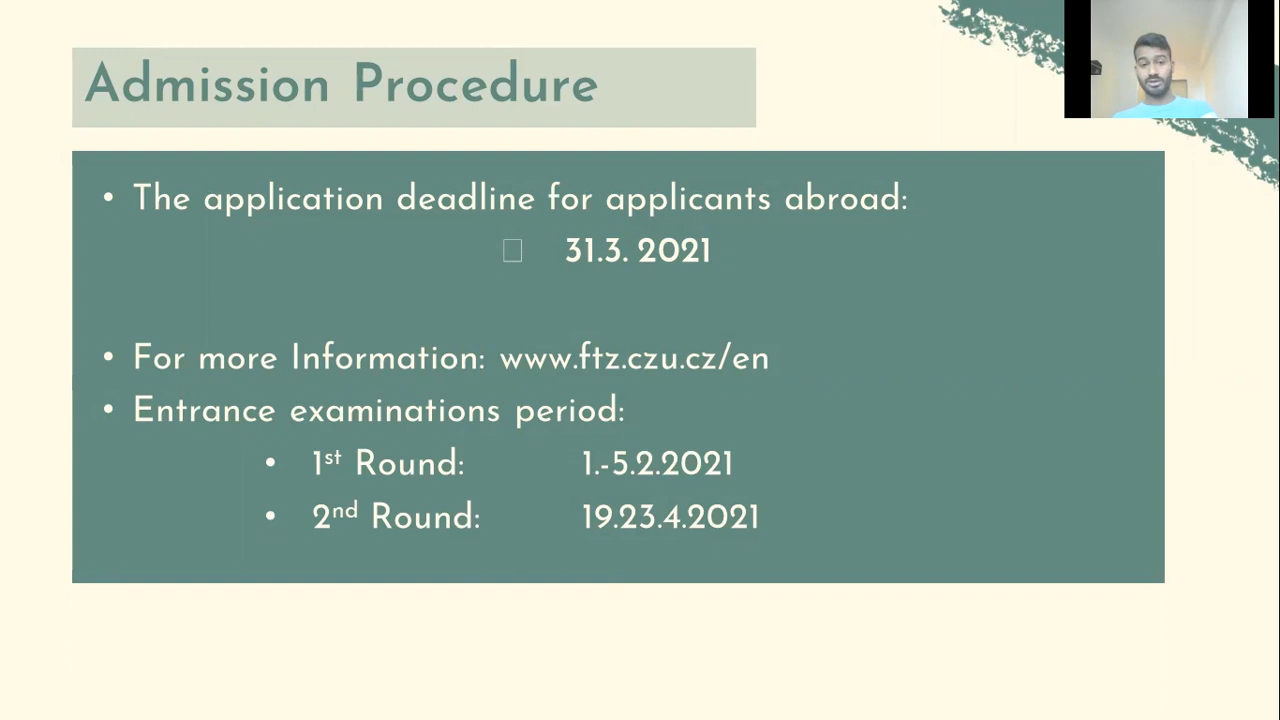 Admission Procedure
• The application deadline for applicants abroad:
31.3. 2021
• For more Information: www.ftz.czu.cz/en
• Entrance examinations period:
• 1st Round: 1.-5.2.2021
• 2nd Round: 19.23.4.2021